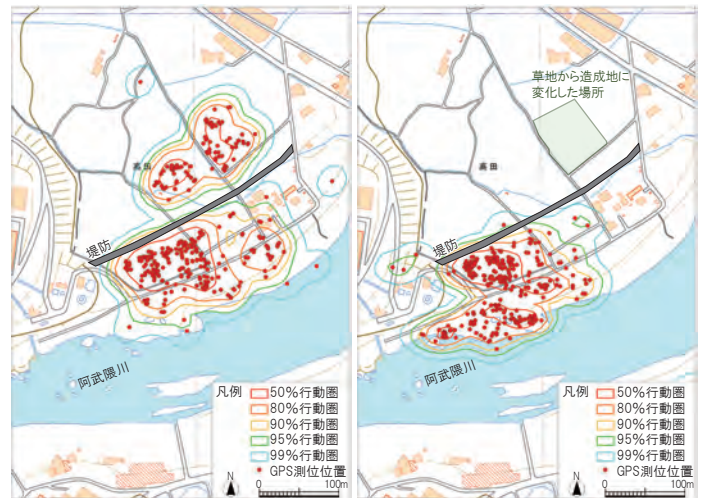 高田
堤防
阿武隈川
凡例
50%行動圏
80%行動圏
90%行動圏
95%行動圏
99%行動圏
GPS測位位置
N
0 100m
草地から造成地に
変化した場所
高田
堤防
阿武隈川
凡例
50%行動圏
80%行動圏
90%行動圏
95%行動圏
99%行動圏
GPS測位位置
N
0 100m